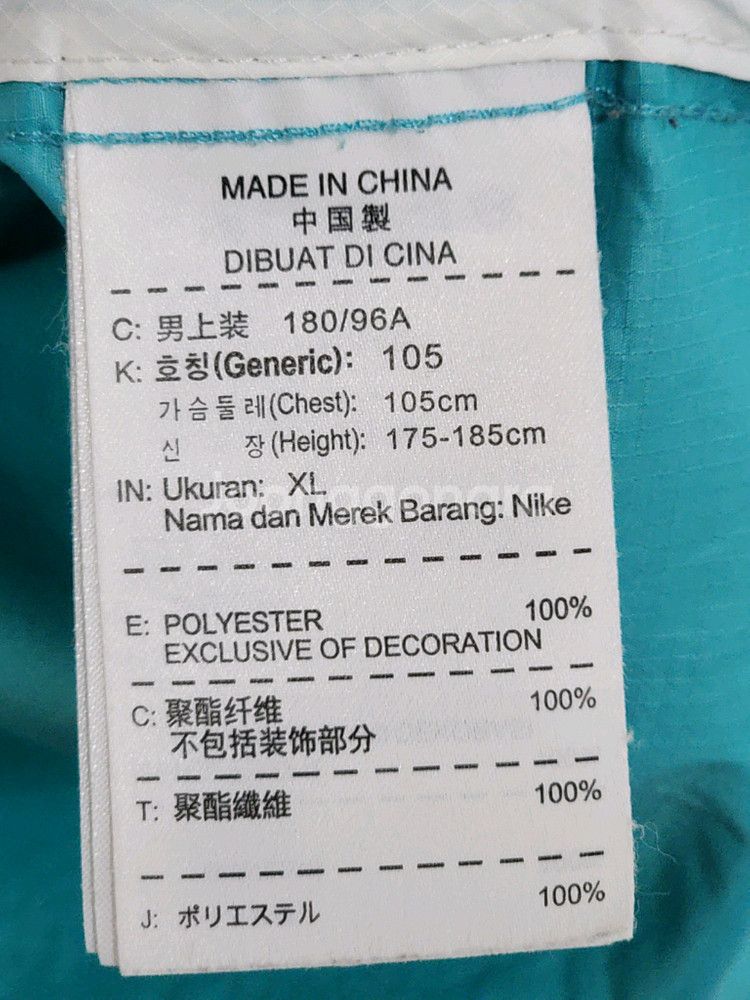 MADE IN CHINA
中国製
DIBUAT DI CINA
C: 男上装 180/96A
K: 호칭(Generic): 105
가슴둘레(Chest): 105cm
신 장(Height): 175-185cm
IN: Ukuran: XL
Nama dan Merek Barang: Nike
E: POLYESTER 100%
EXCLUSIVE OF DECORATION
C: 聚酯纤维 100%
不包括装饰部分
T: 聚酯纖維 100%
J: ポリエステル 100%